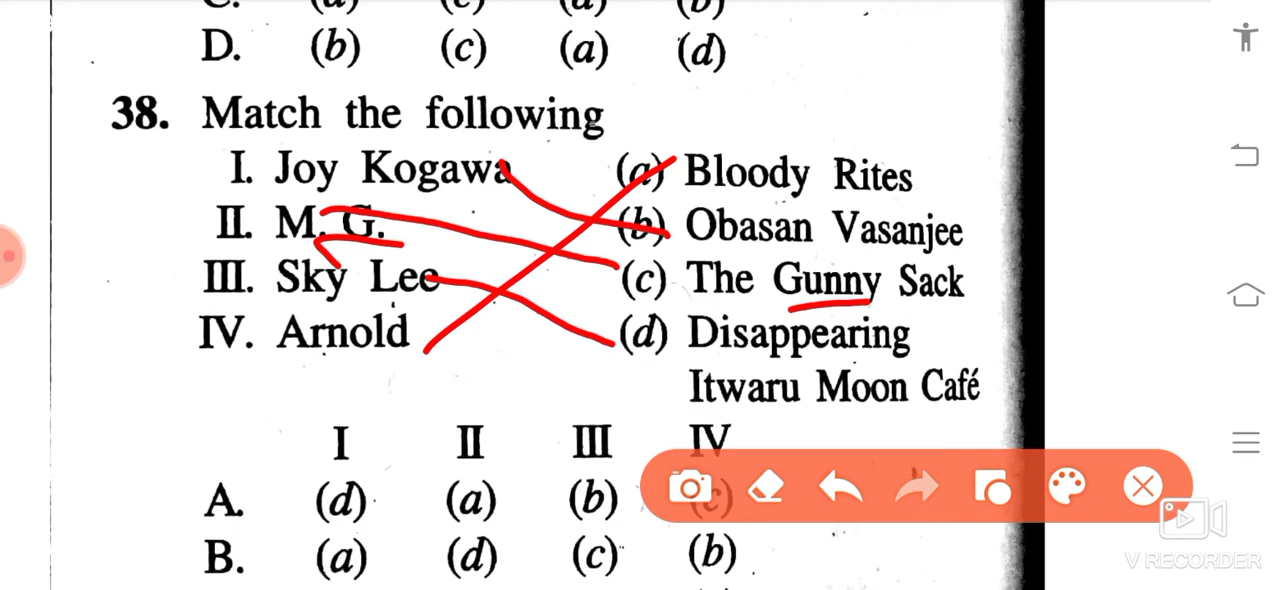 D. (b) (c) (a) (d)
38. Match the following
I. Joy Kogawa (a) Bloody Rites
II. M. G. (b) Obasan Vasanjee
III. Sky Lee (c) The Gunny Sack
IV. Arnold (d) Disappearing
Itwaru Moon Café
I II III IV
A. (d) (a) (b) (c)
B. (a) (d) (c) (b)
V RECORDER